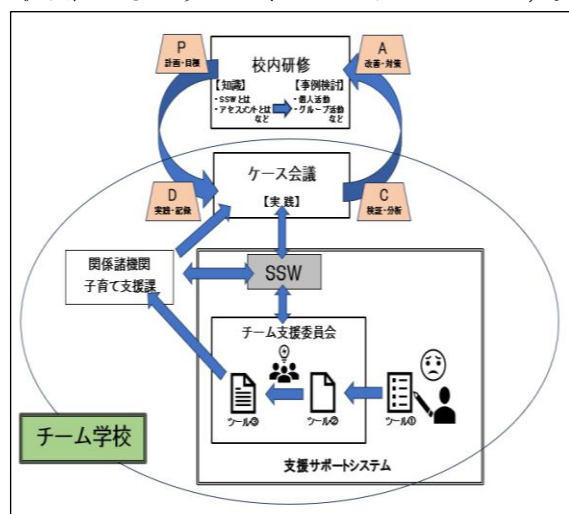 P
計画・目標
A
改善・対策
校内研修
【知識】
・SSWとは
・アセスメントとは
など
【事例検討】
・個人活動
・グループ活動
など
ケース会議
【実践】
D
実践・記録
C
検証・分析
関係諸機関
子育て支援課
SSW
チーム支援委員会
ツール③
ツール②
ツール①
チーム学校
支援サポートシステム